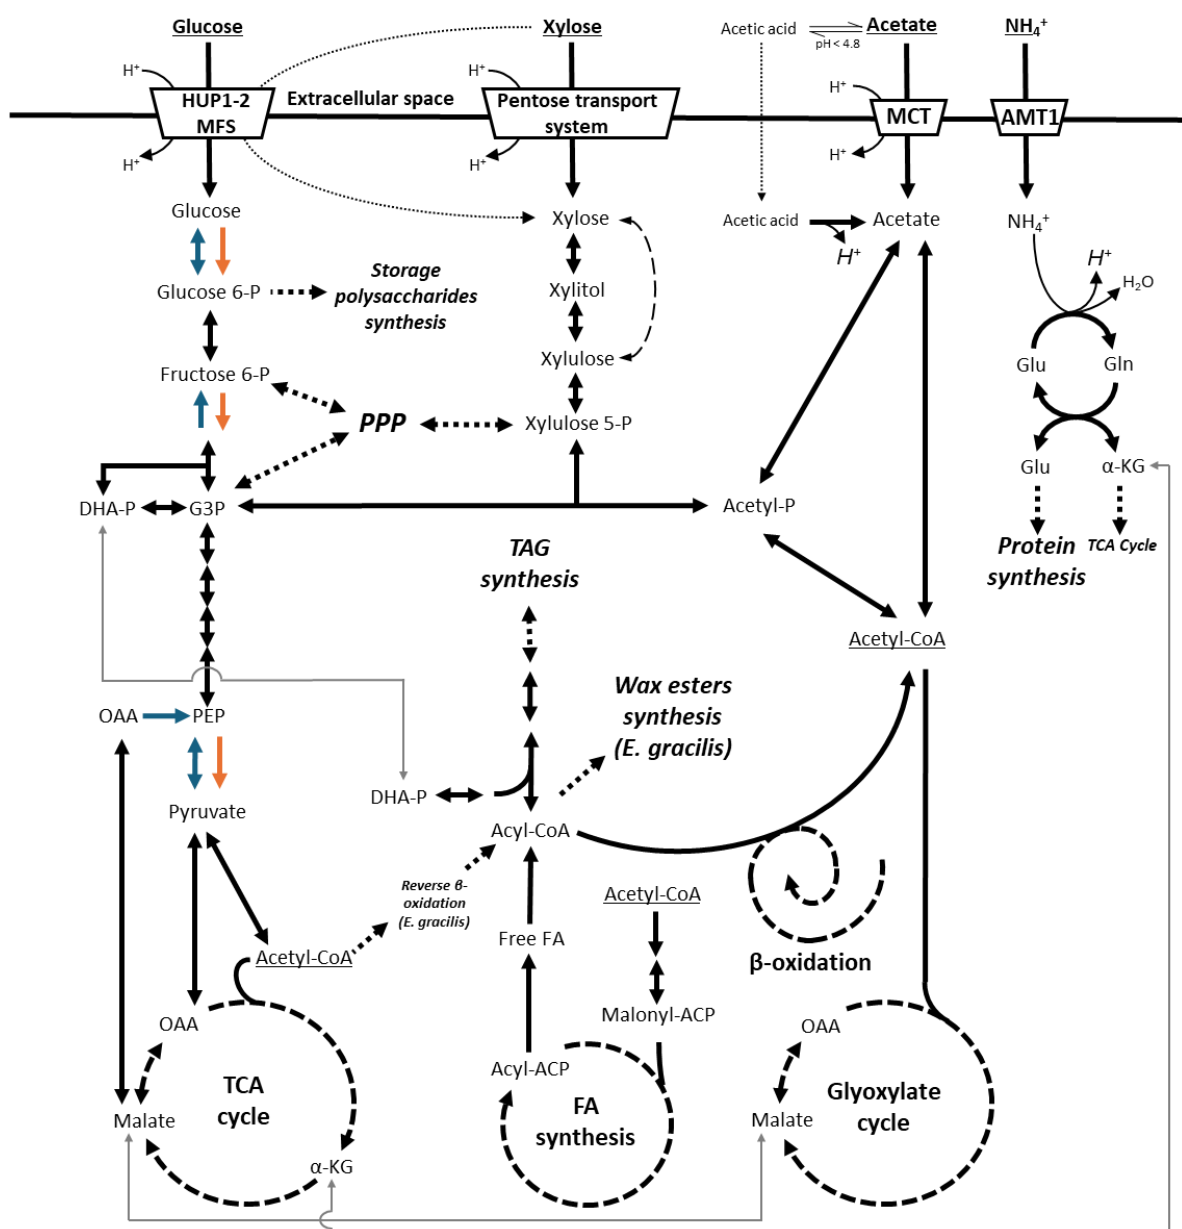 Glucose
Xylose
Acetic acid
Acetate
pH < 4.8
NH₄⁺
H⁺
H⁺
H⁺
HUP1-2
MFS
Extracellular space
Pentose transport
system
MCT
AMT1
H⁺
H⁺
H⁺
Glucose
Xylose
Acetic acid
Acetate
NH₄⁺
H⁺
H⁺
H₂O
Storage
polysaccharides
synthesis
Glucose 6-P
Xylitol
Xylulose
Glu
Gln
Fructose 6-P
PPP
Xylulose 5-P
Glu
α-KG
DHA-P
G3P
Acetyl-P
Protein
synthesis
TCA Cycle
TAG
synthesis
Acetyl-CoA
Wax esters
synthesis
(E. gracilis)
OAA
PEP
DHA-P
Pyruvate
Acyl-CoA
Reverse β-
oxidation
(E. gracilis)
Acetyl-CoA
Free FA
Acetyl-CoA
β-oxidation
Malonyl-ACP
OAA
OAA
Acyl-ACP
TCA
cycle
Malate
FA
synthesis
Malate
Glyoxylate
cycle
α-KG